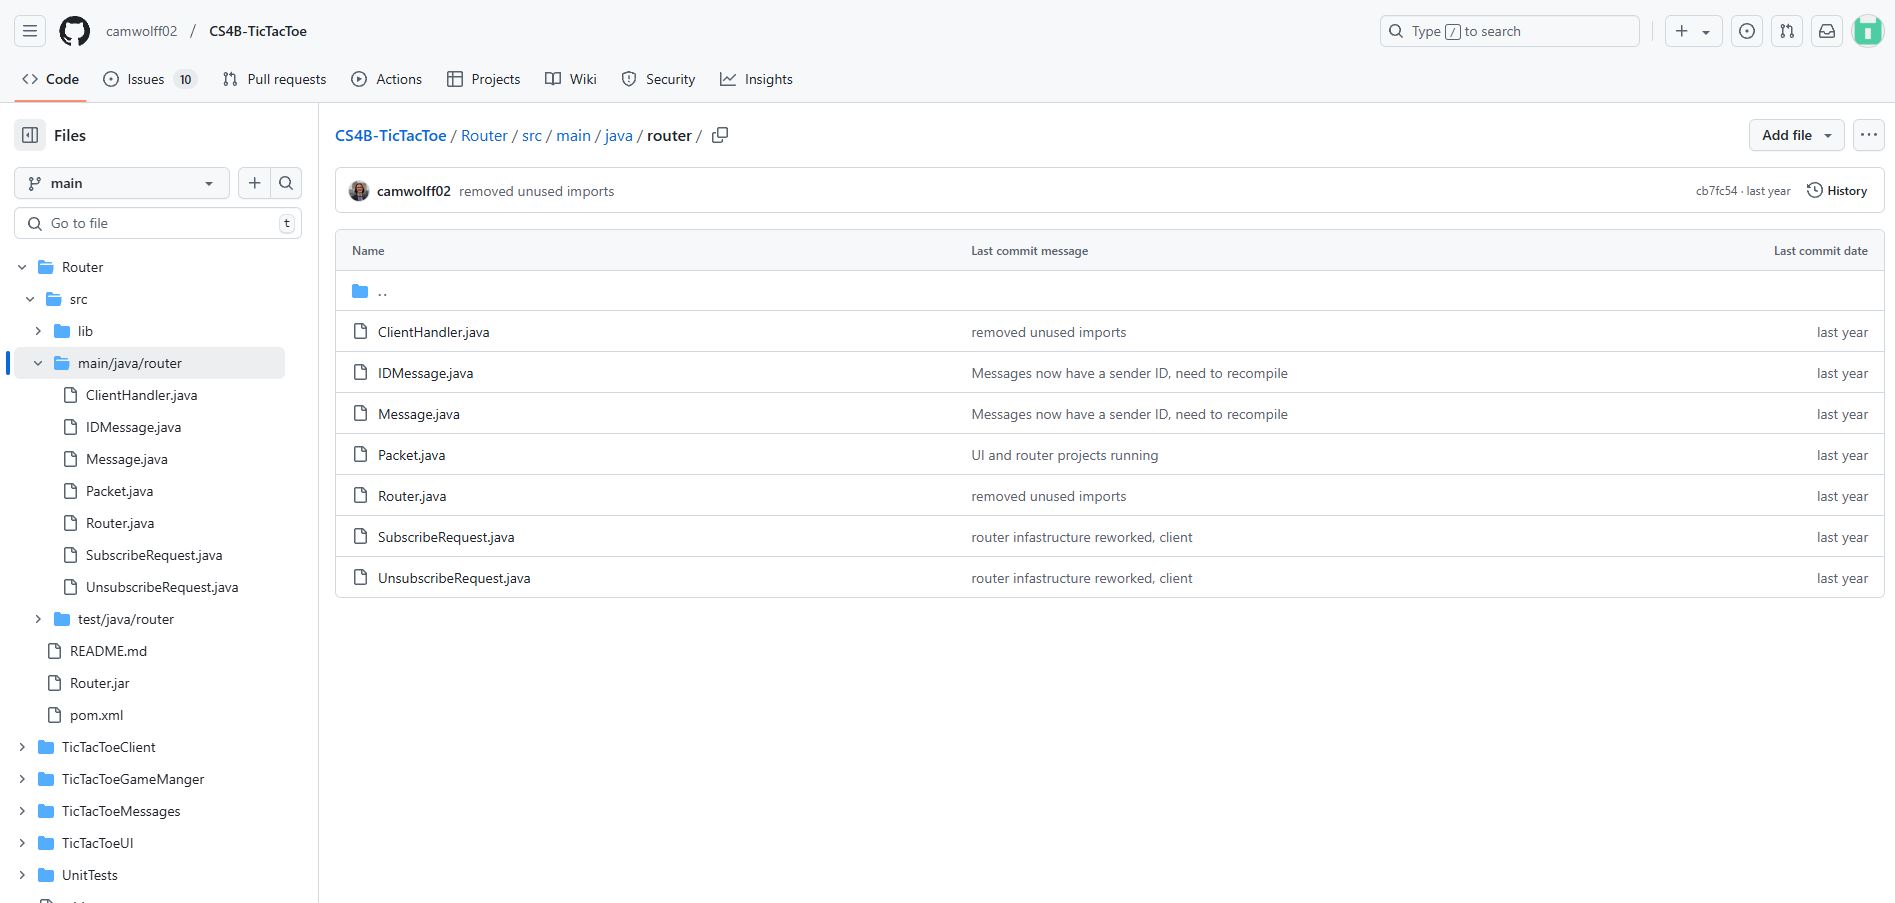 camwolff02 / CS4B-TicTacToe
Type / to search
Code
Issues 10
Pull requests
Actions
Projects
Wiki
Security
Insights
Files
main
Go to file t
Router
src
lib
main/java/router
ClientHandler.java
IDMessage.java
Message.java
Packet.java
Router.java
SubscribeRequest.java
UnsubscribeRequest.java
test/java/router
README.md
Router.jar
pom.xml
TicTacToeClient
TicTacToeGameManger
TicTacToeMessages
TicTacToeUI
UnitTests
CS4B-TicTacToe / Router / src / main / java / router /
Add file
camwolff02 removed unused imports cb7fc54 · last year History
Name Last commit message Last commit date
..
ClientHandler.java removed unused imports last year
IDMessage.java Messages now have a sender ID, need to recompile last year
Message.java Messages now have a sender ID, need to recompile last year
Packet.java UI and router projects running last year
Router.java removed unused imports last year
SubscribeRequest.java router infastructure reworked, client last year
UnsubscribeRequest.java router infastructure reworked, client last year